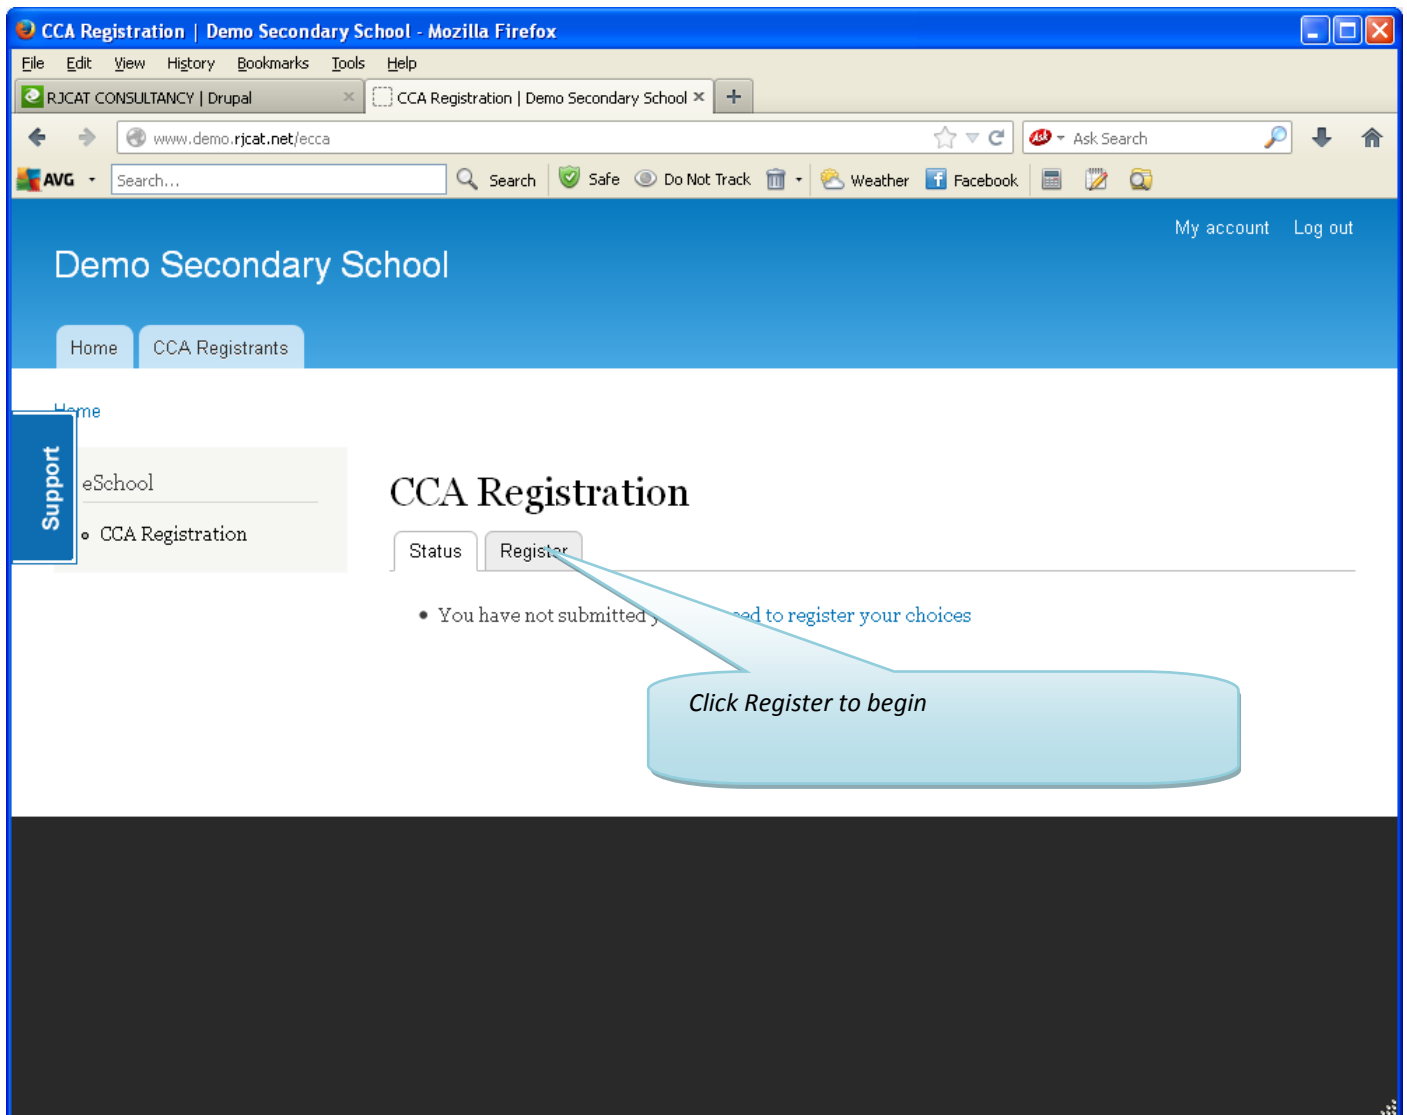 CCA Registration | Demo Secondary School - Mozilla Firefox
File Edit View History Bookmarks Tools Help
RJCAT CONSULTANCY | Drupal
CCA Registration | Demo Secondary School
www.demo.rjcat.net/ecca
Ask Search
AVG Search... Search Safe Do Not Track Weather Facebook
My account Log out
Demo Secondary School
Home CCA Registrants
Home
Support
eSchool
CCA Registration
CCA Registration
Status Register
• You have not submitted to register your choices
Click Register to begin